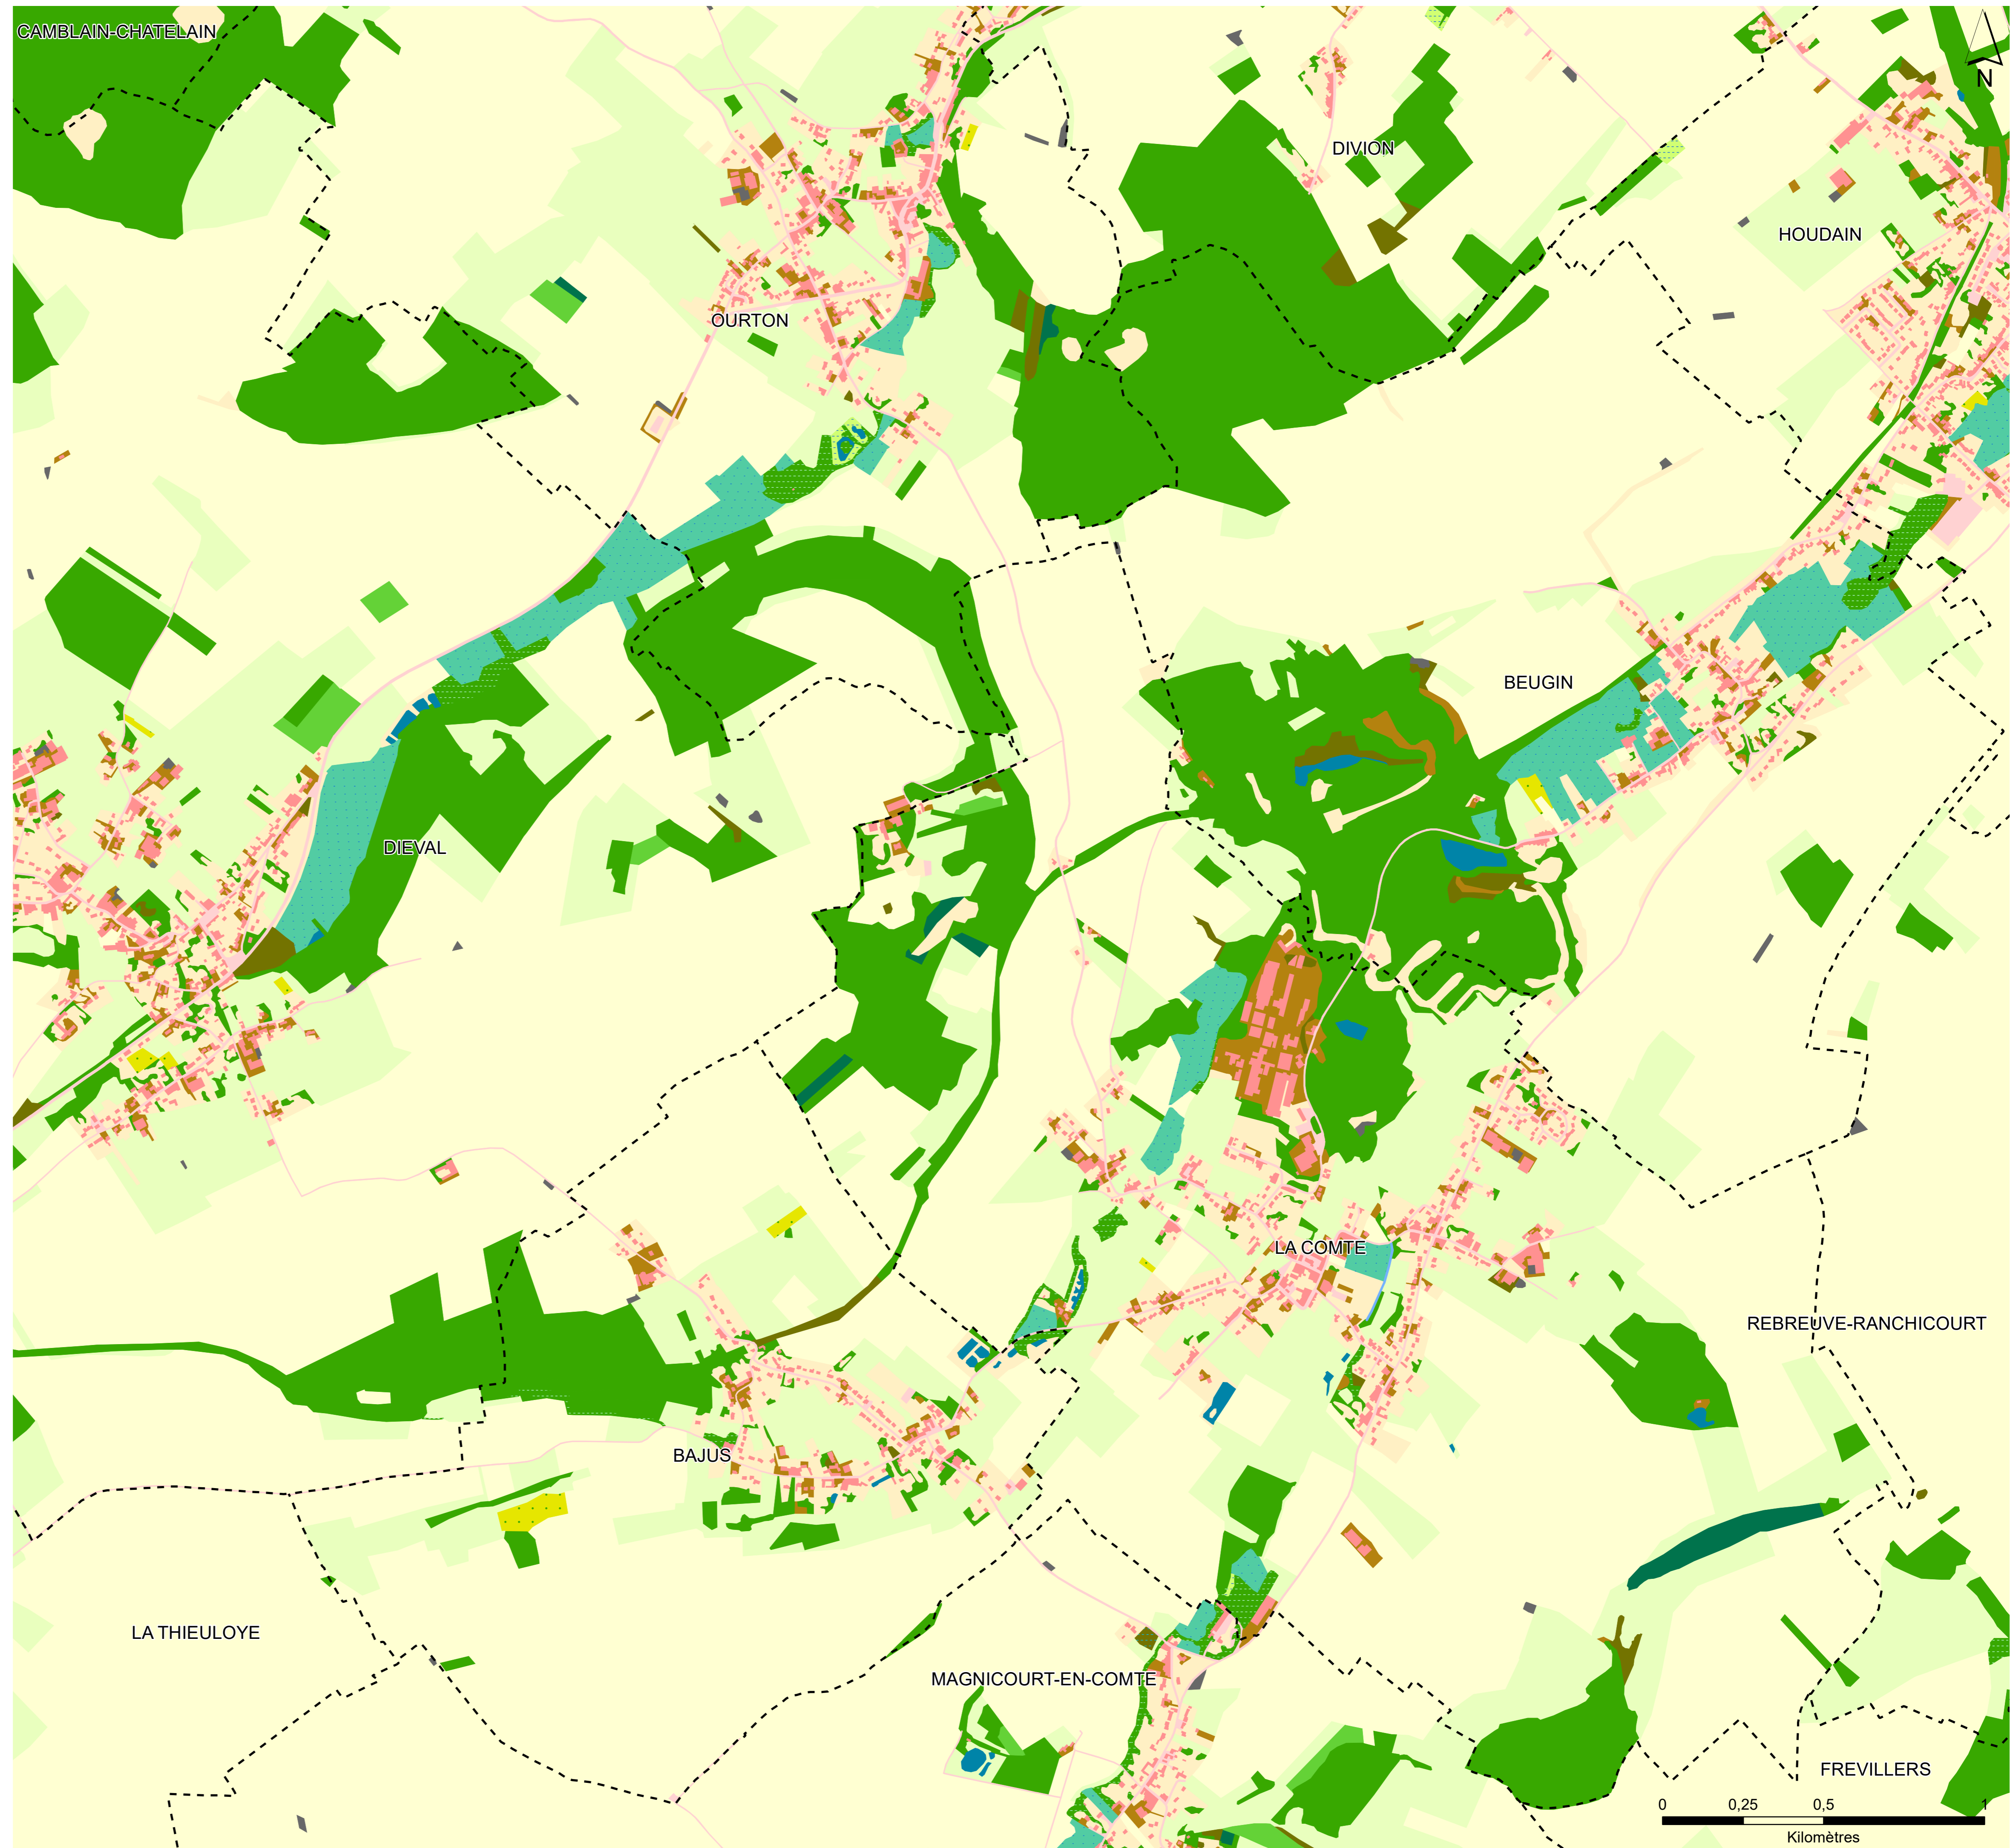 CAMBLAIN-CHATELAIN
N
DIVION
HOUDAIN
OURTON
BEUGIN
DIEVAL
LA COMTE
REBREUVE-RANCHICOURT
BAJUS
LA THIEULOYE
MAGNICOURT-EN-COMTE
FREVILLERS
0 0,25 0,5 1
Kilomètres